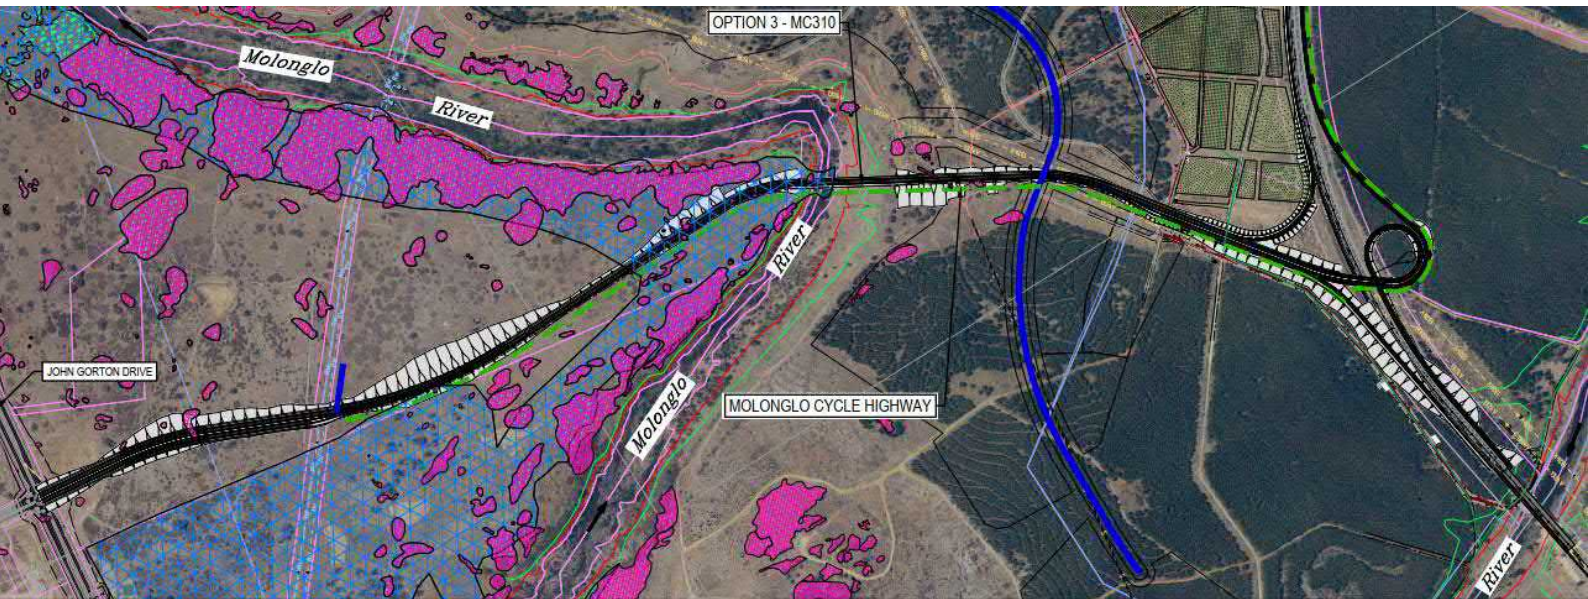 OPTION 3 - MC310
Molonglo
River
River
JOHN GORTON DRIVE
Molonglo
MOLONGLO CYCLE HIGHWAY
River